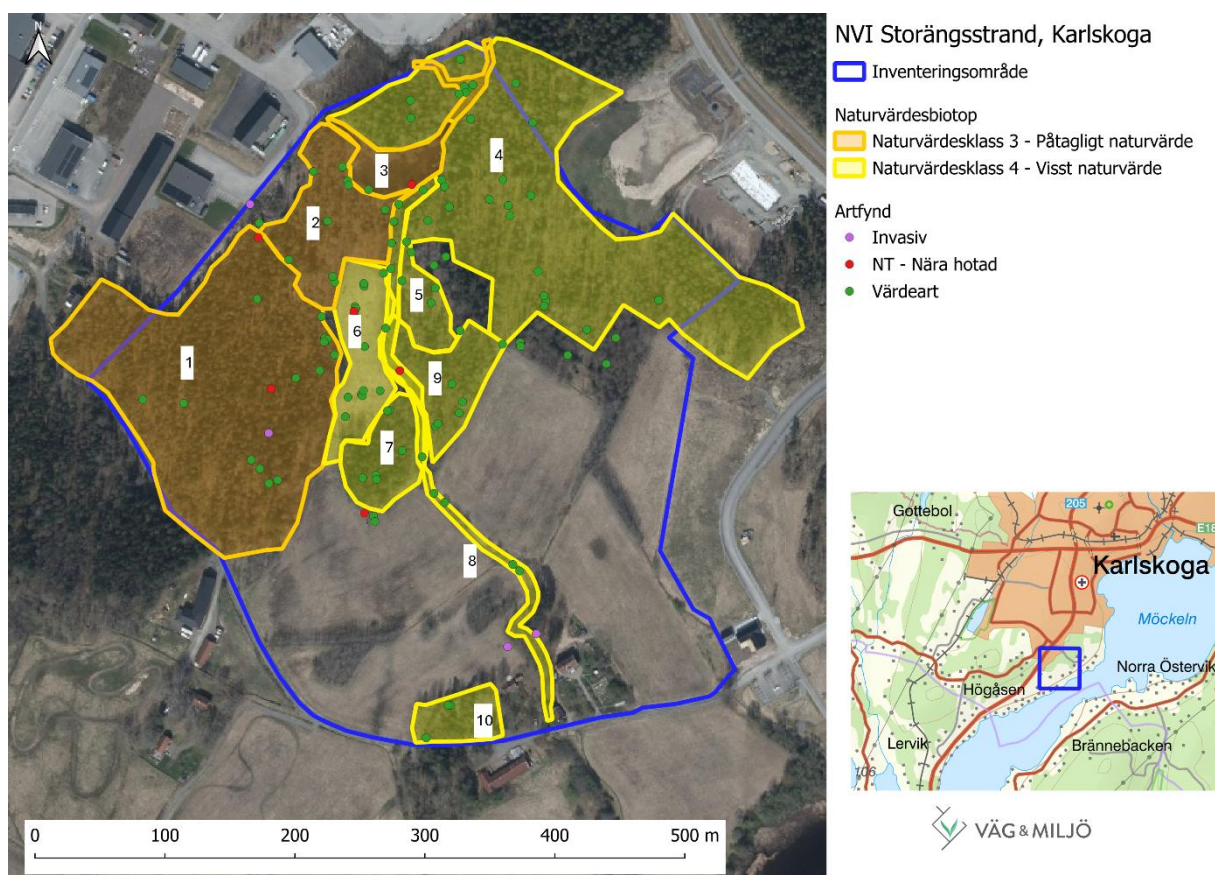 N
NVI Storängsstrand, Karlskoga
Inventeringsområde
Naturvärdesbiotop
Naturvärdesklass 3 - Påtagligt naturvärde
Naturvärdesklass 4 - Visst naturvärde
Artfynd
Invasiv
NT - Nära hotad
Värdeart
3
4
2
5
6
1
9
7
8
10
0 100 200 300 400 500 m
Gottebol
205
E18
Karlskoga
Möckeln
Norra Östervik
Högåsen
Lervik
Brännebacken
106
VÄG & MILJÖ